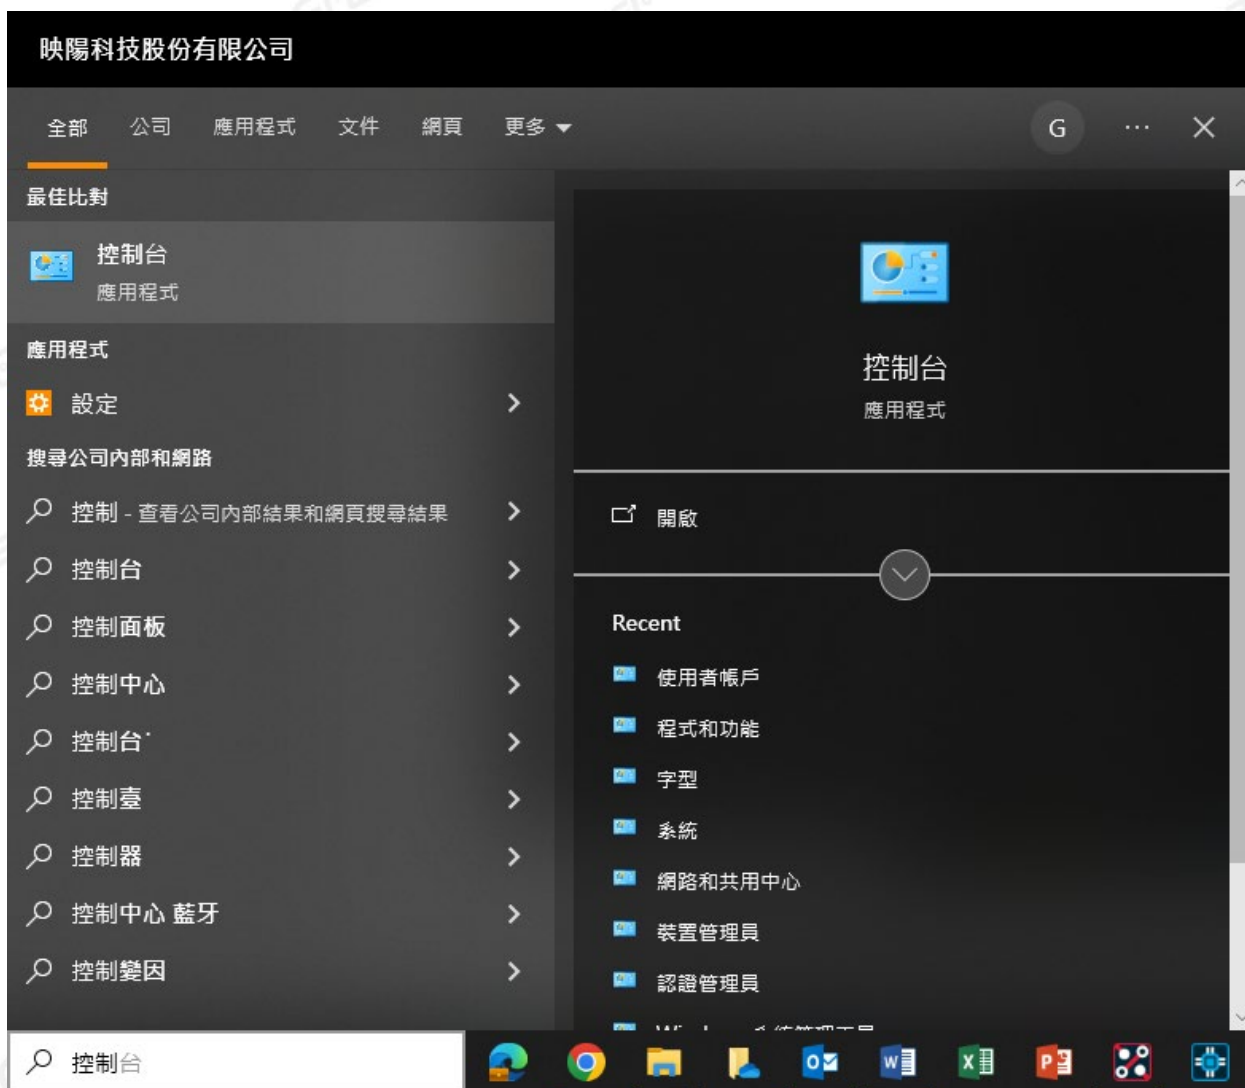 映陽科技股份有限公司
全部 公司 應用程式 文件 網頁 更多 G
最佳比對
控制台
應用程式
應用程式
設定
搜尋公司內部和網路
控制 - 查看公司內部結果和網頁搜尋結果
控制台
控制面板
控制中心
控制台˙
控制臺
控制器
控制中心 藍牙
控制變因
控制台
應用程式
開啟
Recent
使用者帳戶
程式和功能
字型
系統
網路和共用中心
裝置管理員
認證管理員
控制台